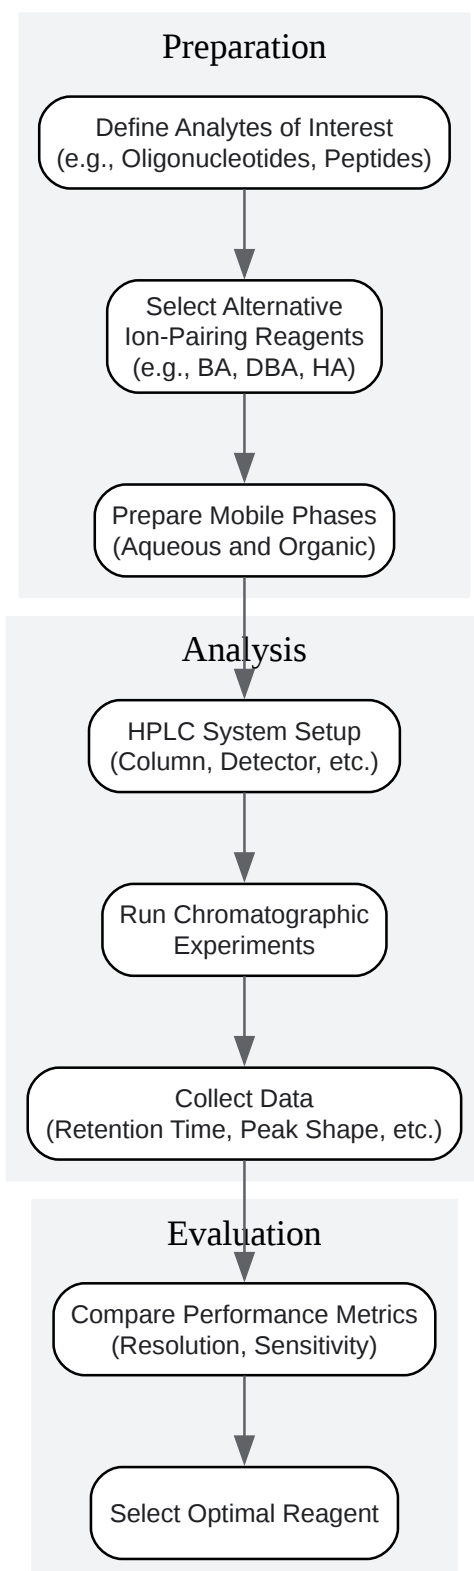 Preparation
Define Analytes of Interest
(e.g., Oligonucleotides, Peptides)
Select Alternative
Ion-Pairing Reagents
(e.g., BA, DBA, HA)
Prepare Mobile Phases
(Aqueous and Organic)
Analysis
HPLC System Setup
(Column, Detector, etc.)
Run Chromatographic
Experiments
Collect Data
(Retention Time, Peak Shape, etc.)
Evaluation
Compare Performance Metrics
(Resolution, Sensitivity)
Select Optimal Reagent